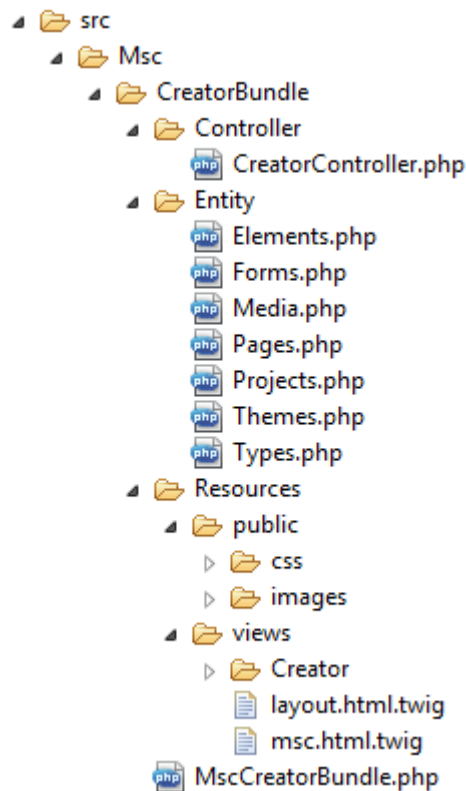 src
Msc
CreatorBundle
Controller
php CreatorController.php
Entity
php Elements.php
php Forms.php
php Media.php
php Pages.php
php Projects.php
php Themes.php
php Types.php
Resources
public
css
images
views
Creator
layout.html.twig
msc.html.twig
php MscCreatorBundle.php